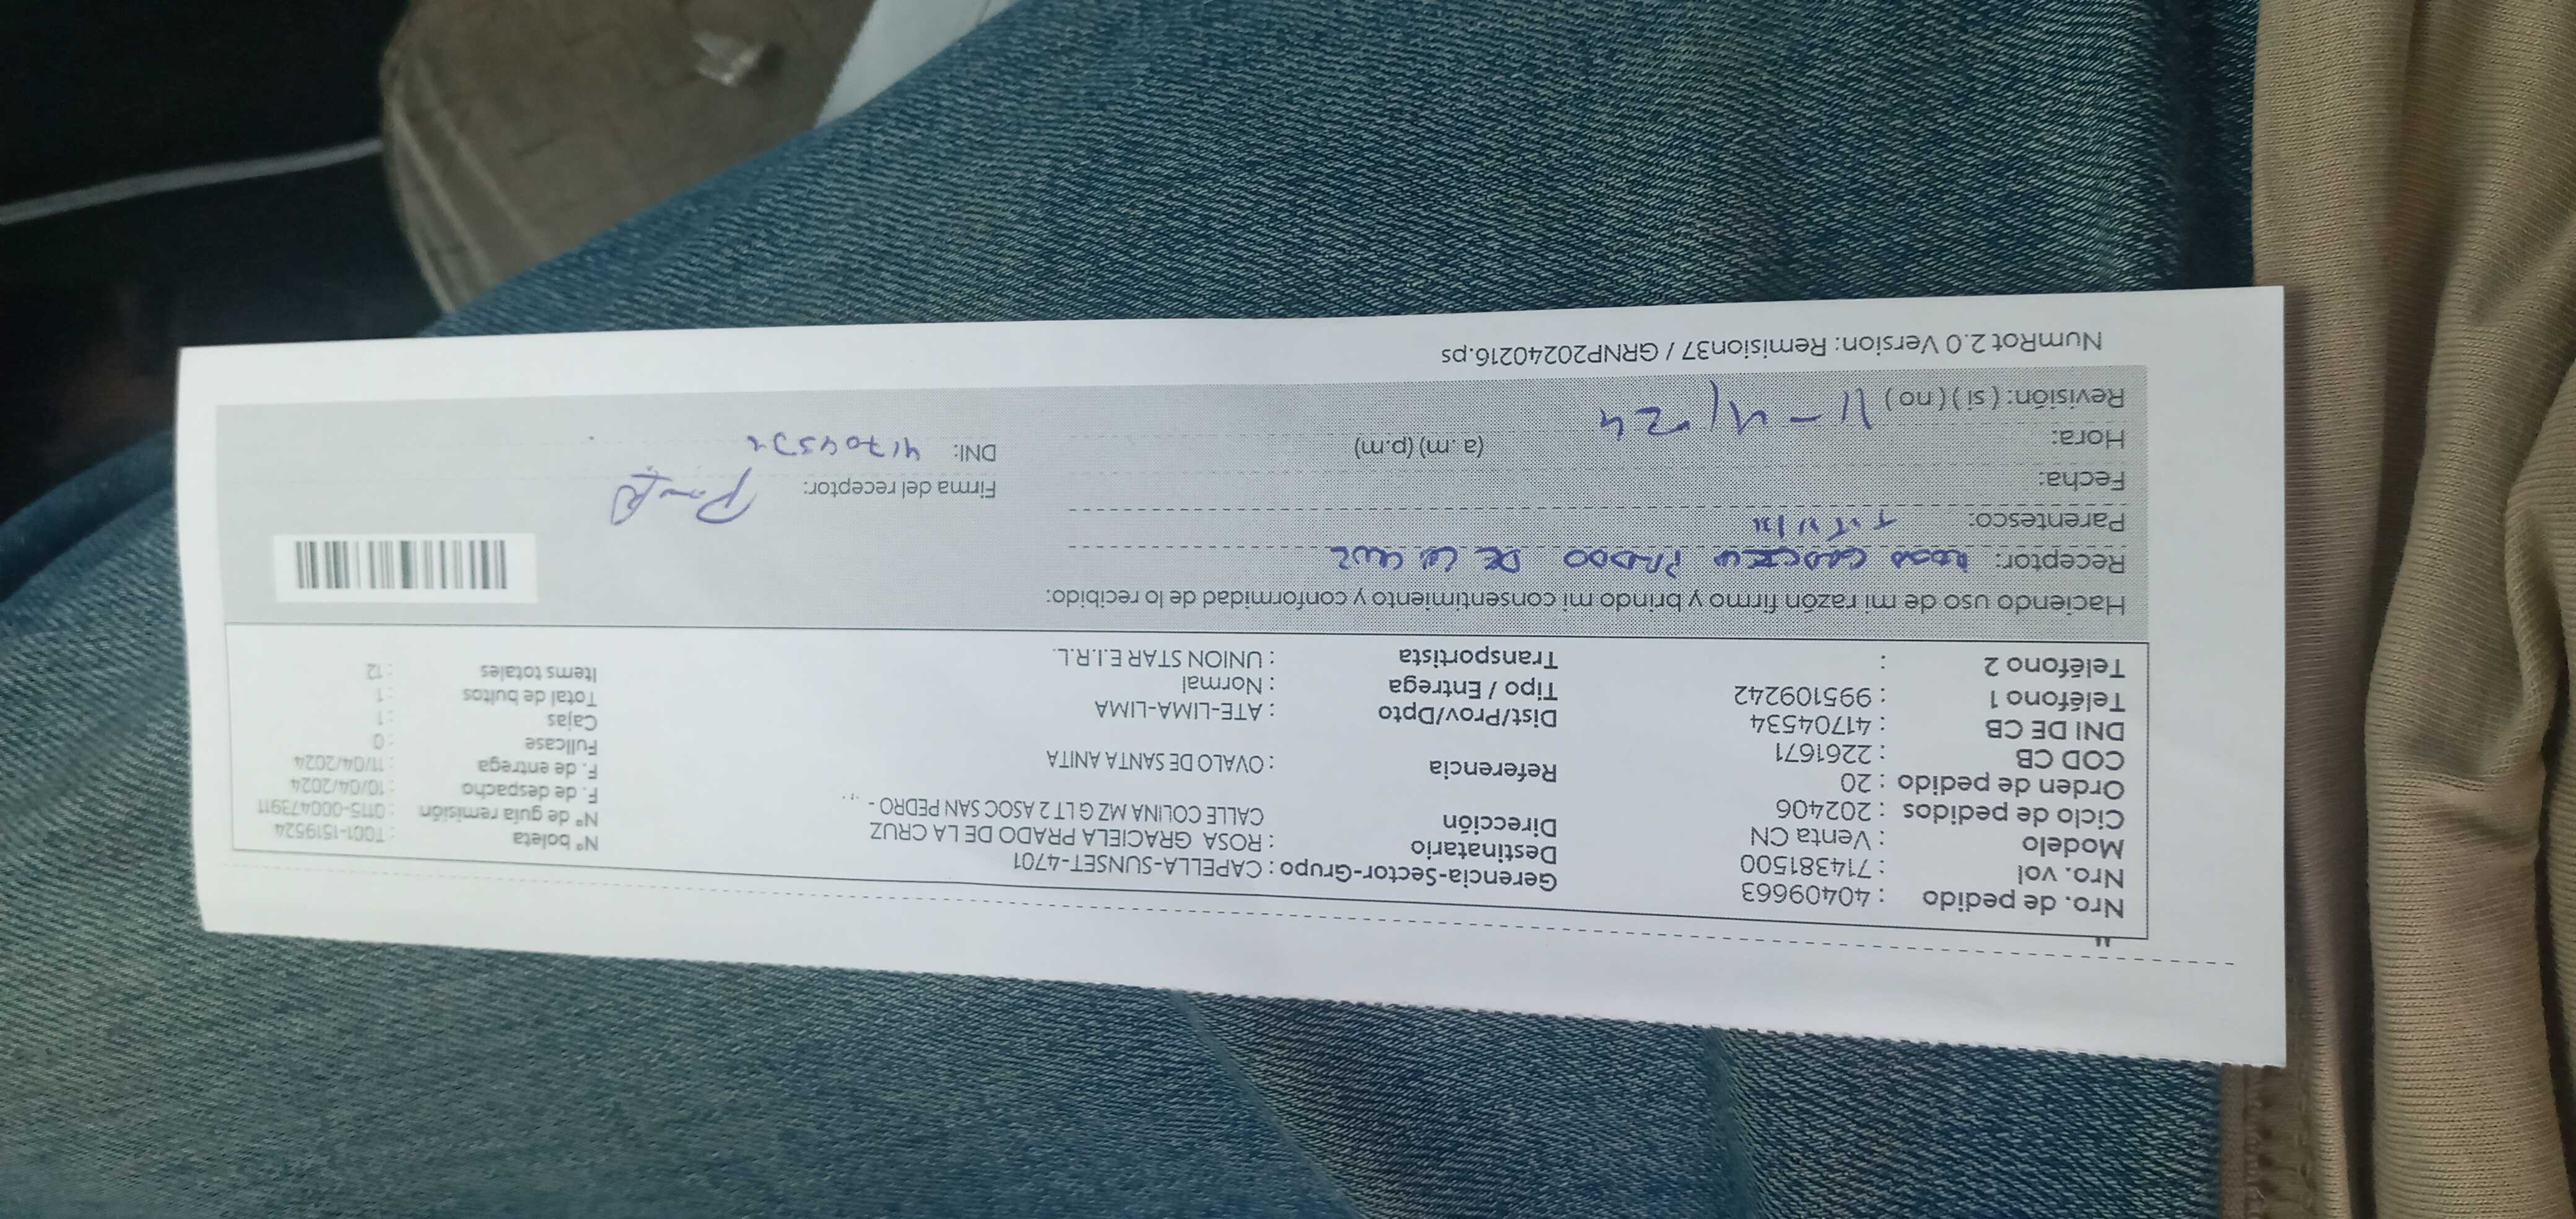 Nro. de pedido : 40409663 Gerencia-Sector-Grupo : CAPELLA-SUNSET-4701
Nro. vol : 714381500 Destinatario : ROSA GRACIELA PRADO DE LA CRUZ Nº boleta : T001-1519524
Modelo : Venta CN Dirección CALLE COLINA MZ G LT 2 ASOC SAN PEDRO - ., . Nº de guía remisión : 0115-000473911
Ciclo de pedidos : 202406 F. de despacho : 10/04/2024
Orden de pedido : 20 Referencia : OVALO DE SANTA ANITA F. de entrega : 11/04/2024
COD CB : 2261671 Fullcase : 0
DNI DE CB : 41704534 Dist/Prov/Dpto : ATE-LIMA-LIMA Cajas : 1
Teléfono 1 : 995109242 Tipo / Entrega : Normal Total de bultos : 1
Teléfono 2 : Transportista : UNION STAR E.I.R.L. Items totales : 12
Haciendo uso de mi razón firmo y brindo mi consentimiento y conformidad de lo recibido:
Receptor: ROSA GRACIELA PRADO DE LA CRUZ
Parentesco:
Fecha: Firma del receptor:
Hora: (a. m) (p.m) DNI:
Revisión: ( si ) ( no ) 11-4-24
NumRot 2.0 Version: Remision37 / GRNP20240216.ps